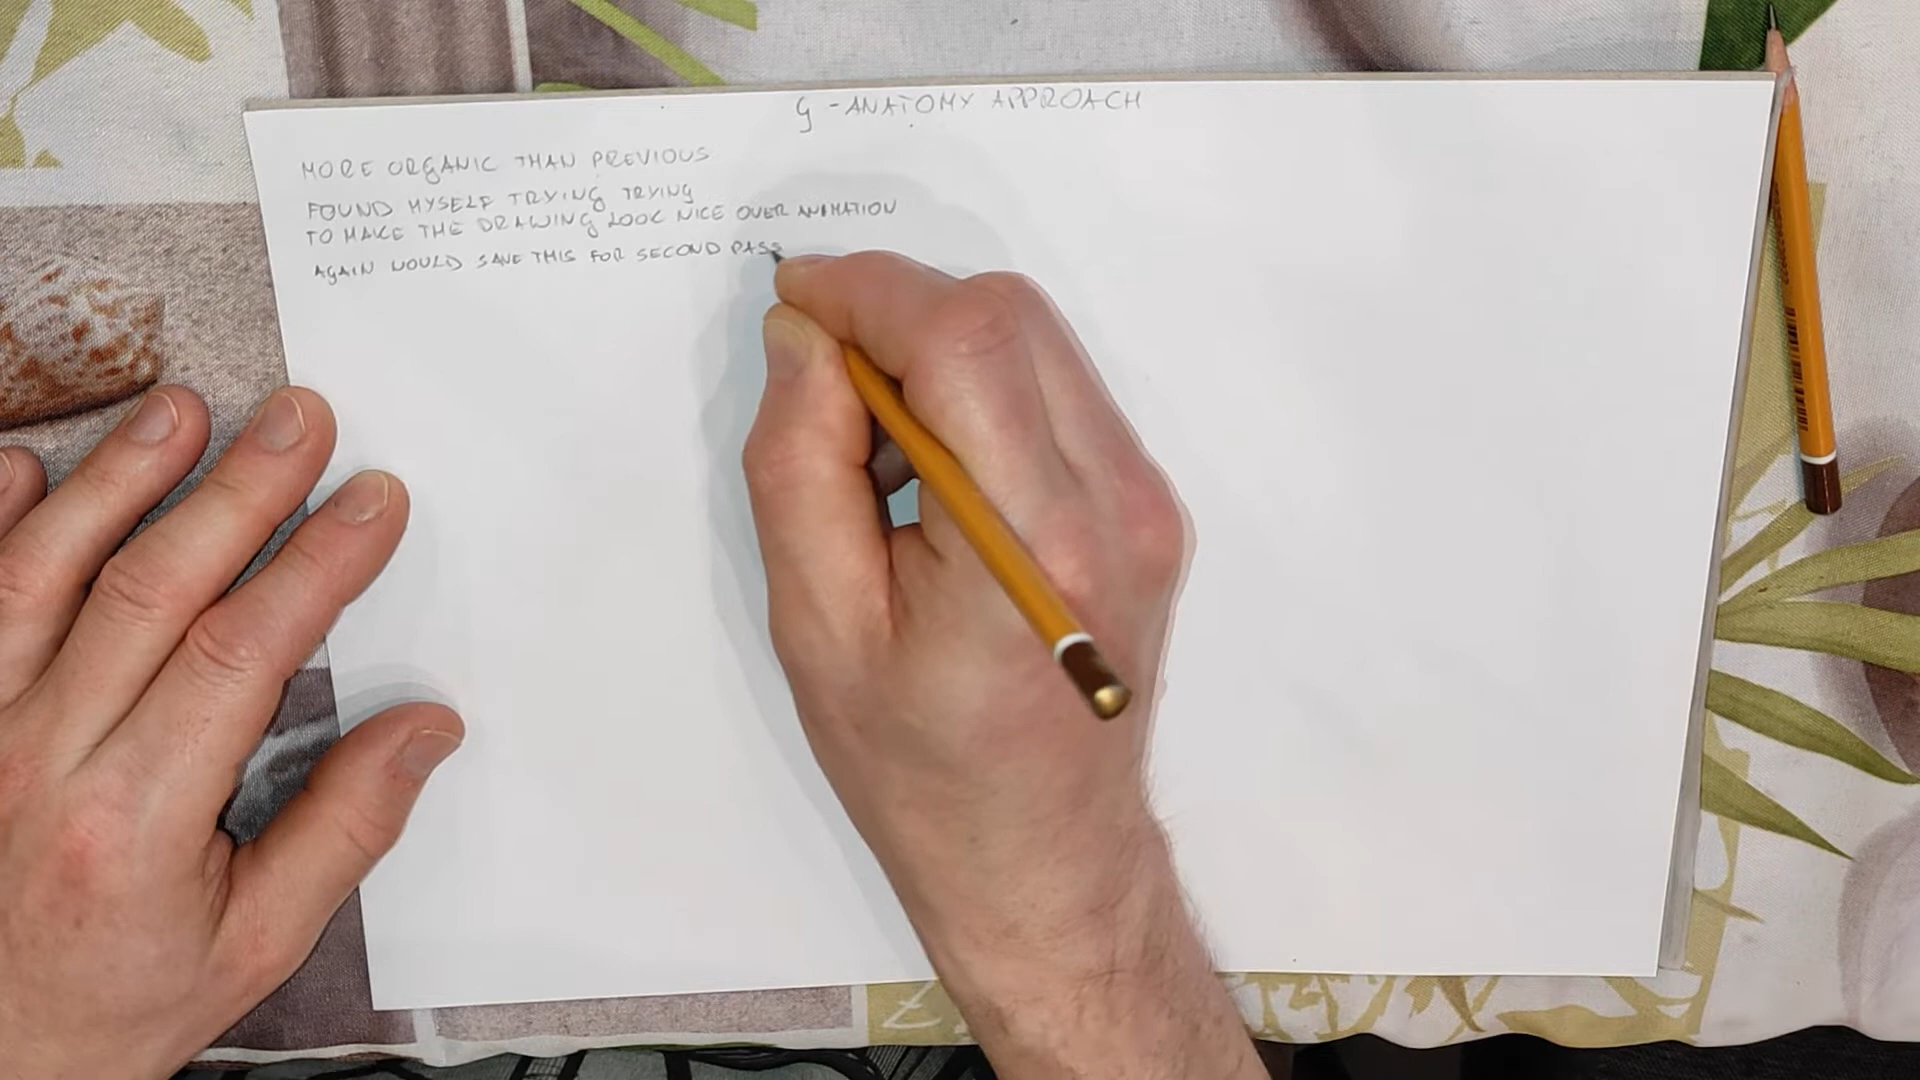 G - ANATOMY APPROACH
MORE ORGANIC THAN PREVIOUS
FOUND MYSELF TRYING TRYING
TO MAKE THE DRAWING LOOK NICE OVER ANIMATION
AGAIN WOULD SAVE THIS FOR SECOND PASS